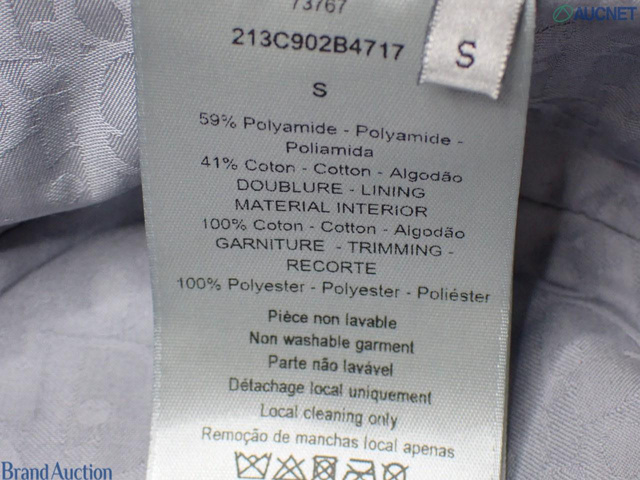 73767
AUCNET
213C902B4717
S
S
59% Polyamide - Polyamide -
Poliamida
41% Coton - Cotton - Algodão
DOUBLURE - LINING
MATERIAL INTERIOR
100% Coton - Cotton - Algodão
GARNITURE - TRIMMING -
RECORTE
100% Polyester - Polyester - Poliéster
Pièce non lavable
Non washable garment
Parte não lavável
Détachage local uniquement
Local cleaning only
Remoção de manchas local apenas
Brand Auction